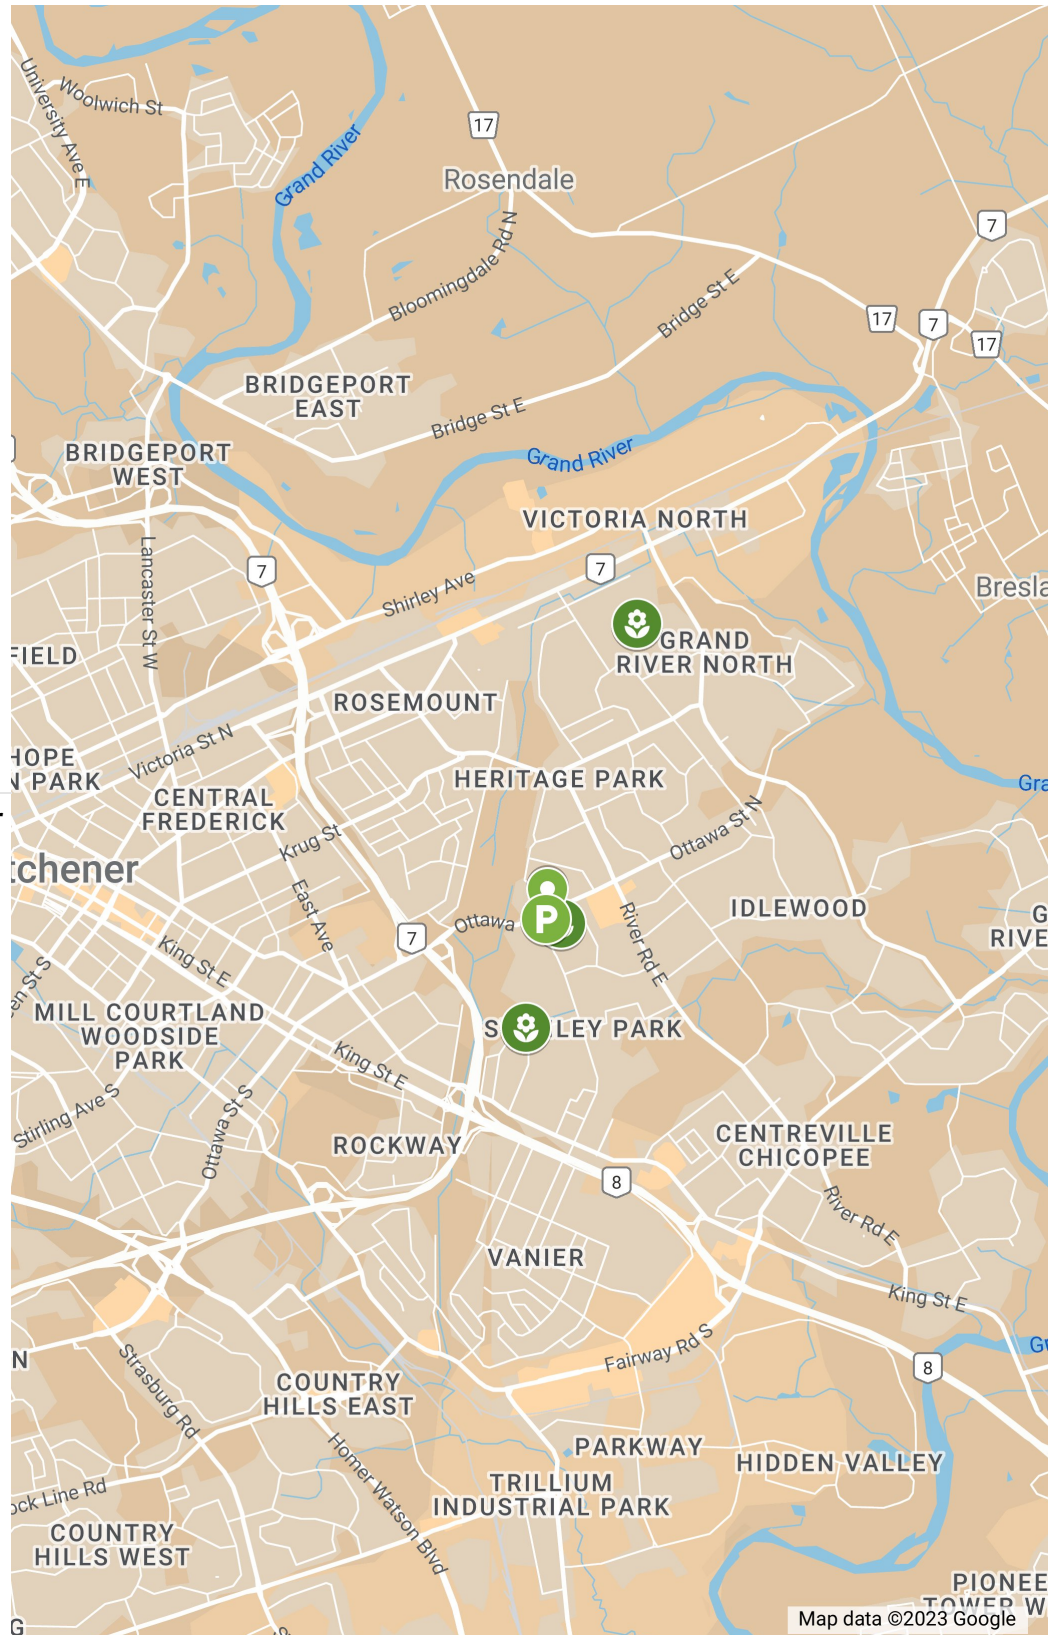 Woolwich St
University Ave E
Grand River
17
Rosendale
7
Bloomingdale Rd N
Bridge St E
17
7
17
BRIDGEPORT
EAST
Bridge St E
BRIDGEPORT
WEST
Grand River
VICTORIA NORTH
Lancaster St W
7
7
Shirley Ave
Bresla
GRAND
RIVER NORTH
FIELD
ROSEMOUNT
Victoria St N
HOPE
N PARK
HERITAGE PARK
Gra
CENTRAL
FREDERICK
Krug St
Ottawa St N
tchener
East Ave
P
Ottawa
River Rd E
IDLEWOOD
G
RIVE
7
King St E
en St S
MILL COURTLAND
WOODSIDE
PARK
S LEY PARK
King St E
Stirling Ave S
Ottawa St S
ROCKWAY
CENTREVILLE
CHICOPEE
8
River Rd E
VANIER
King St E
Fairway Rd S
Gr
N
8
Strasburg Rd
COUNTRY
HILLS EAST
Homer Watson Blvd
PARKWAY
HIDDEN VALLEY
TRILLIUM
INDUSTRIAL PARK
ock Line Rd
COUNTRY
HILLS WEST
PIONEE
TOWER W
Map data ©2023 Google
G